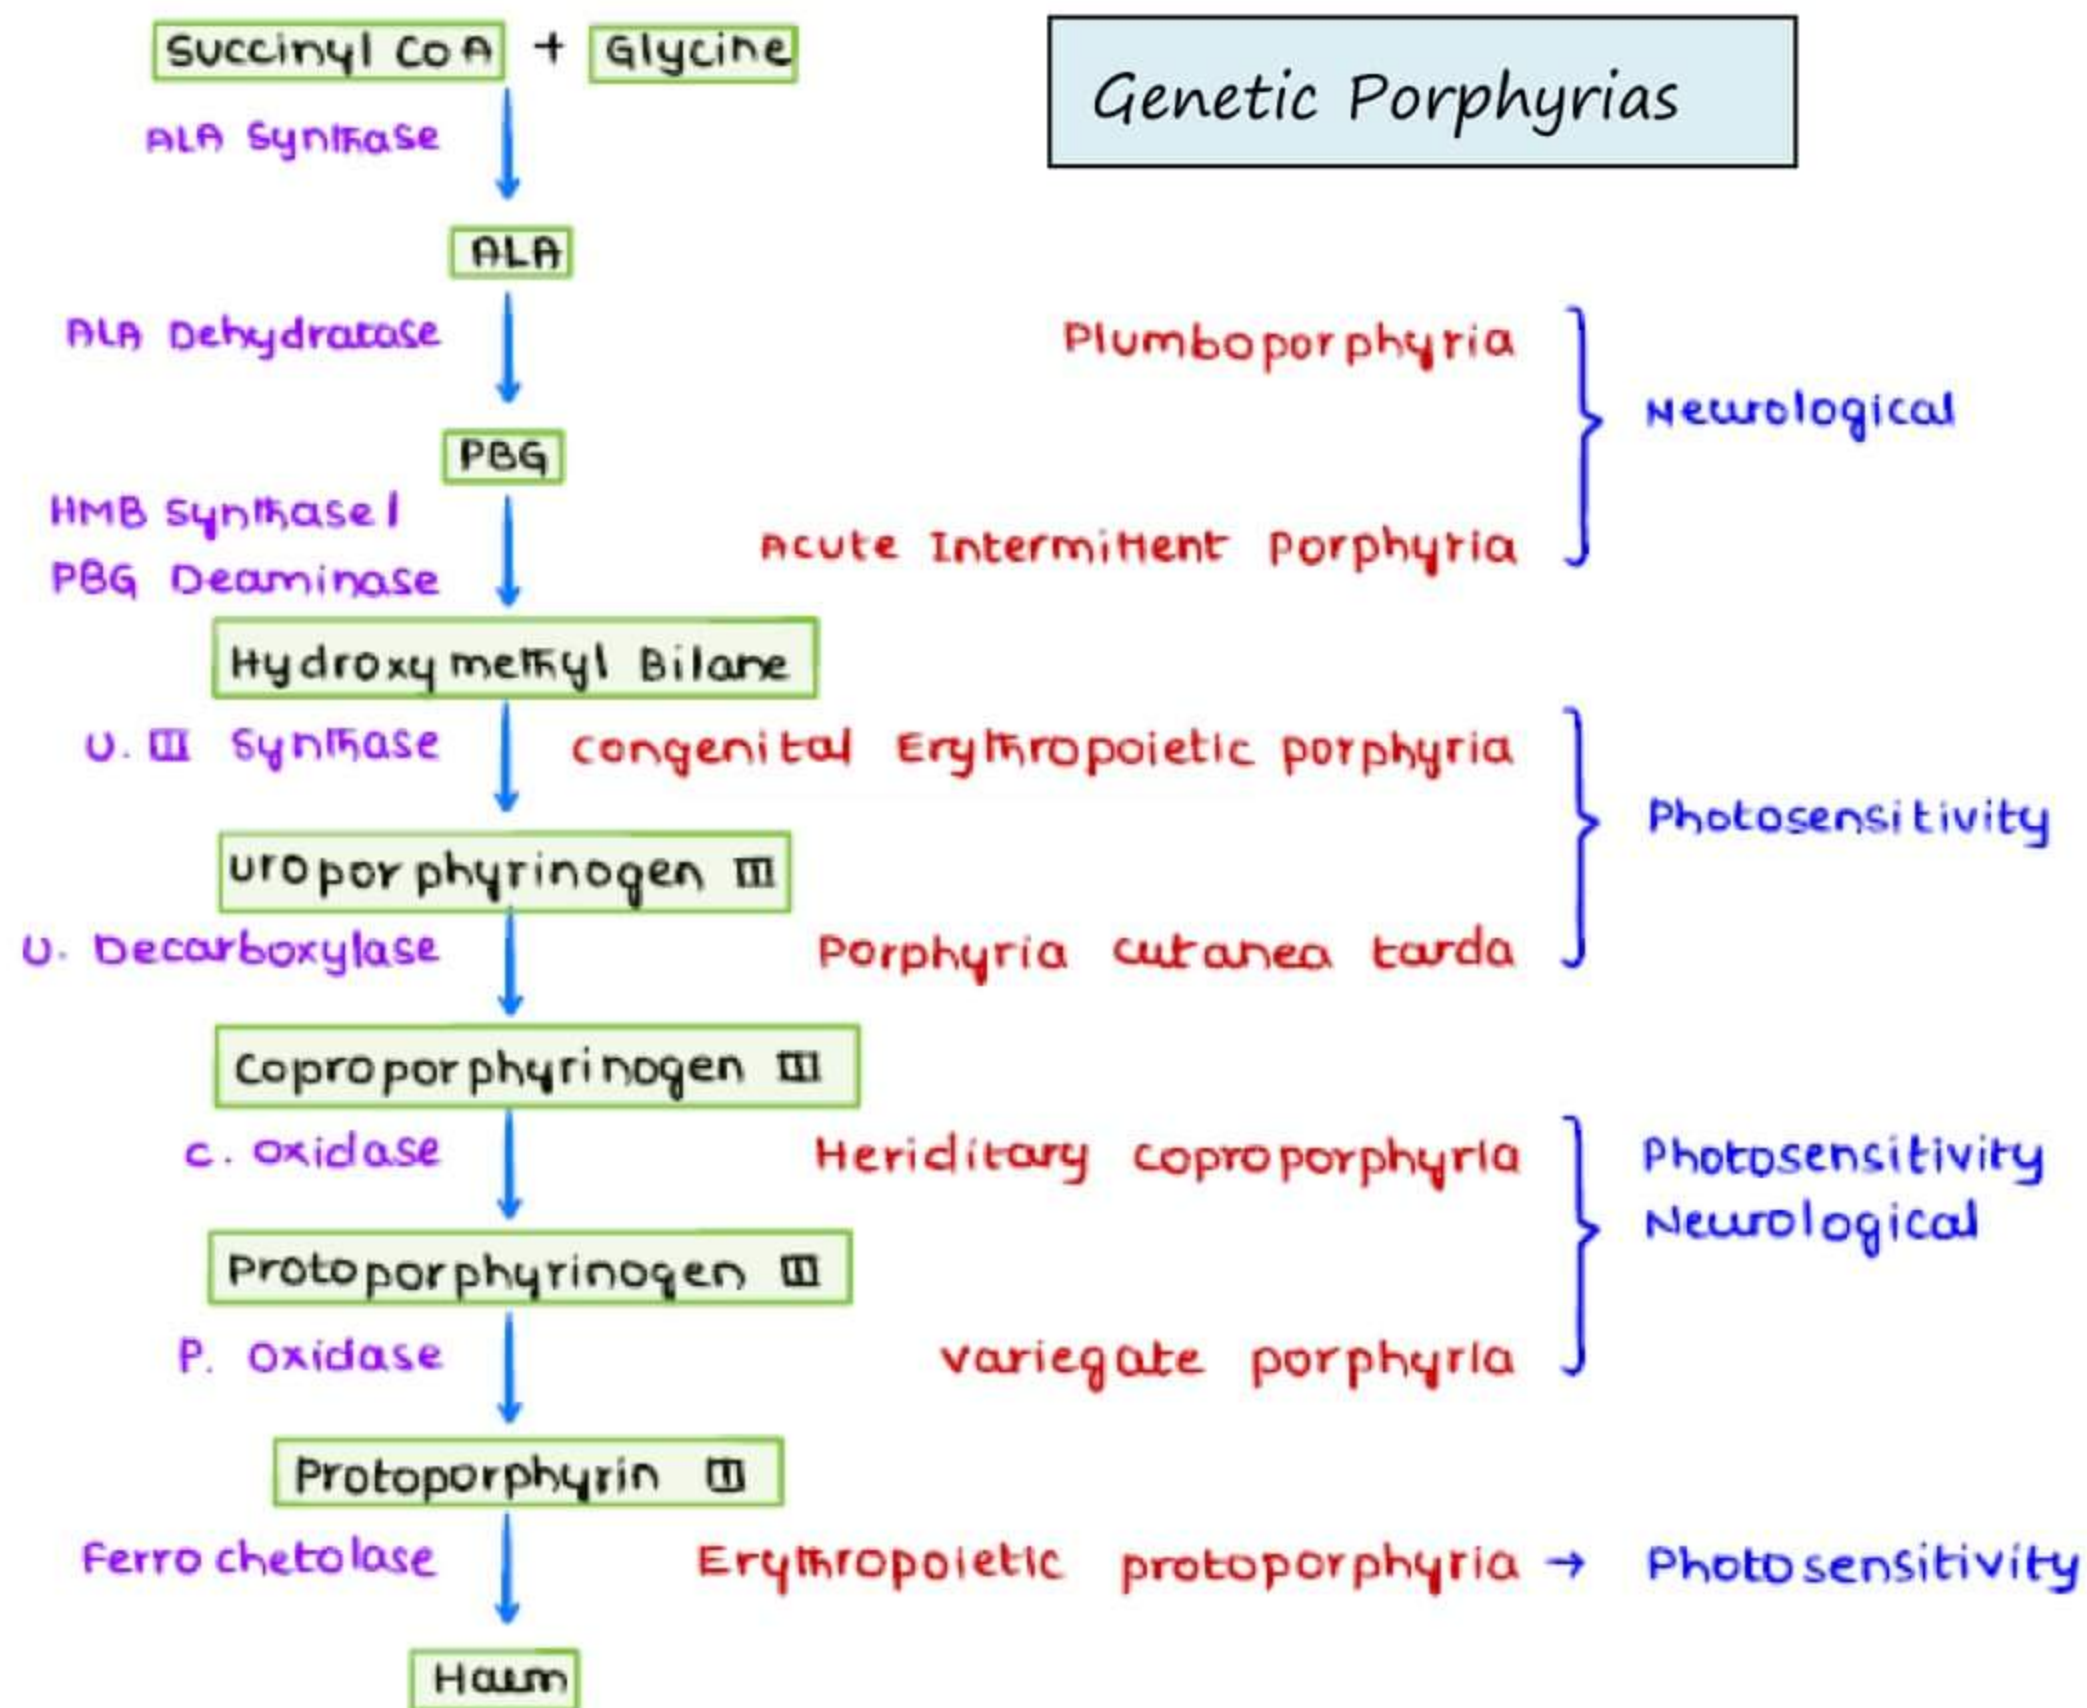 Succinyl CoA + Glycine
Genetic Porphyrias
ALA Synthase
ALA
ALA Dehydratase
Plumboporphyria
Neurological
PBG
HMB Synthase/
PBG Deaminase
Acute Intermittent Porphyria
Hydroxy methyl Bilane
U. III Synthase
Congenital Erythropoietic porphyria
Photosensitivity
Uroporphyrinogen III
U. Decarboxylase
Porphyria cutanea tarda
Coproporphyrinogen III
C. Oxidase
Heriditary coproporphyria
Photosensitivity
Neurological
Protoporphyrinogen III
P. Oxidase
Variegate porphyria
Protoporphyrin III
Ferro chetolase
Erythropoietic protoporphyria → Photosensitivity
Haem